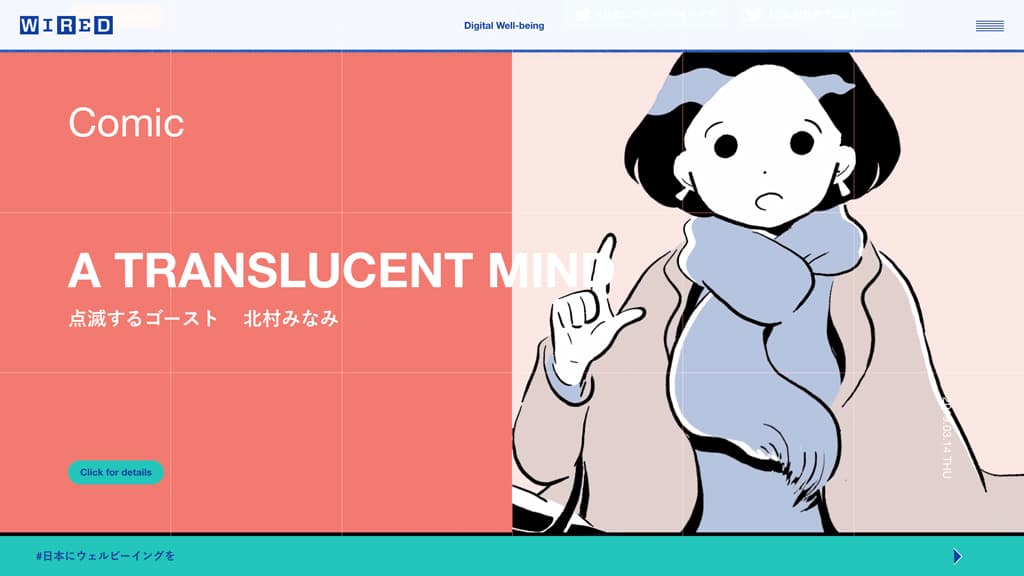 WIRED
Digital Well-being
Comic
A TRANSLUCENT MIND
点滅するゴースト 北村みなみ
03.14 THU
Click for details
#日本にウェルビーイングを